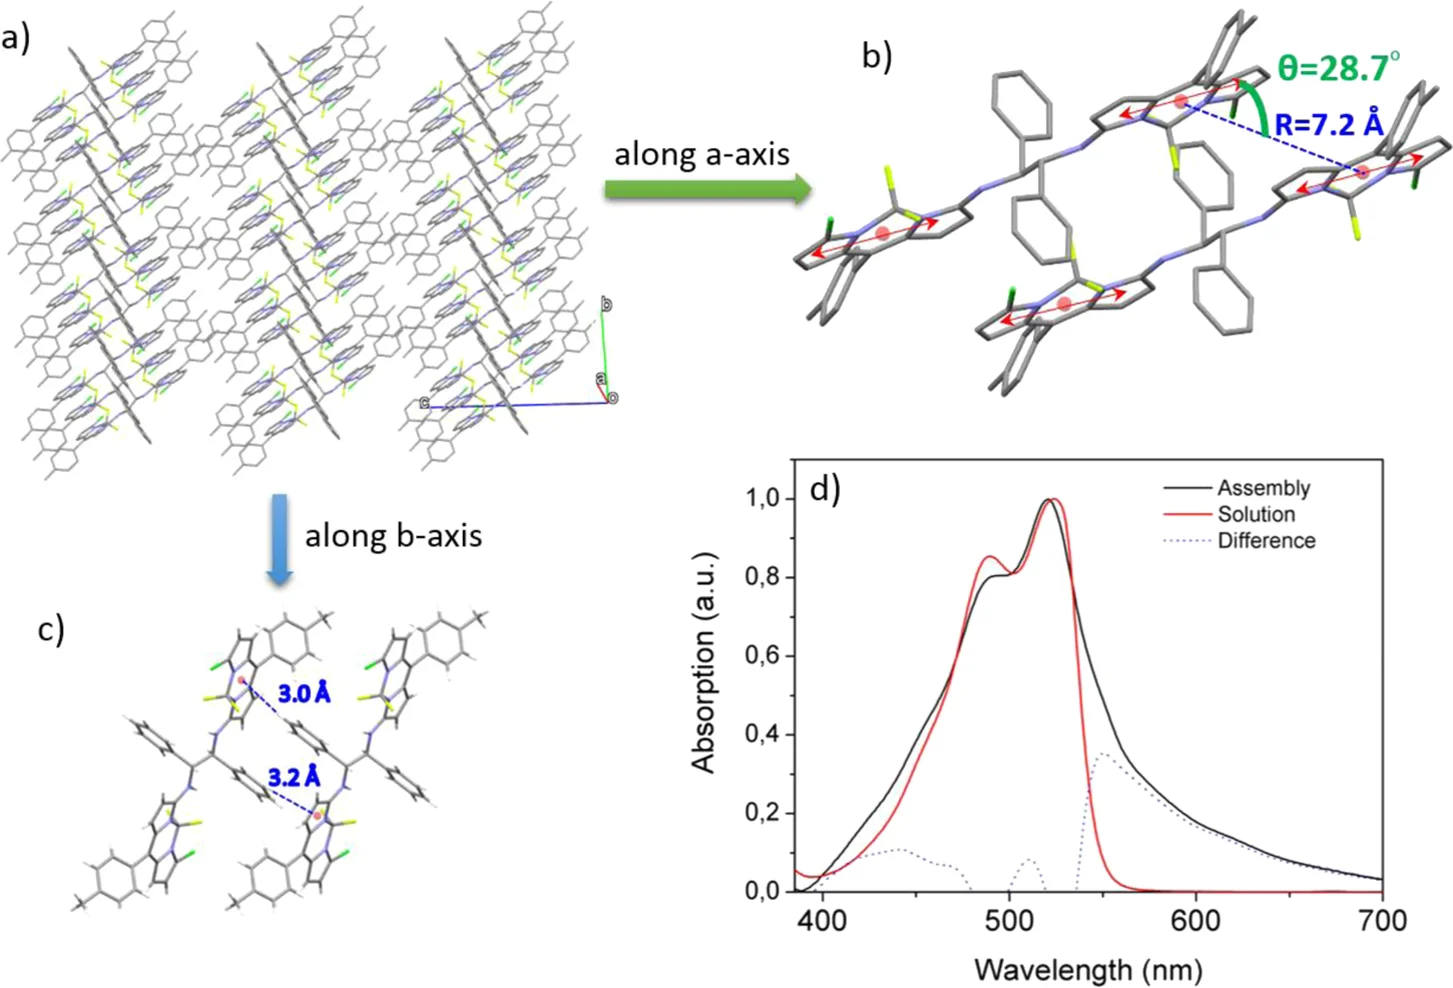 a)
along a-axis
b
a
c
o
along b-axis
b)
θ=28.7°
R=7.2 Å
c)
3.0 Å
3.2 Å
d)
Assembly
Solution
Difference
1,0
0,8
0,6
0,4
0,2
0,0
Absorption (a.u.)
400 500 600 700
Wavelength (nm)